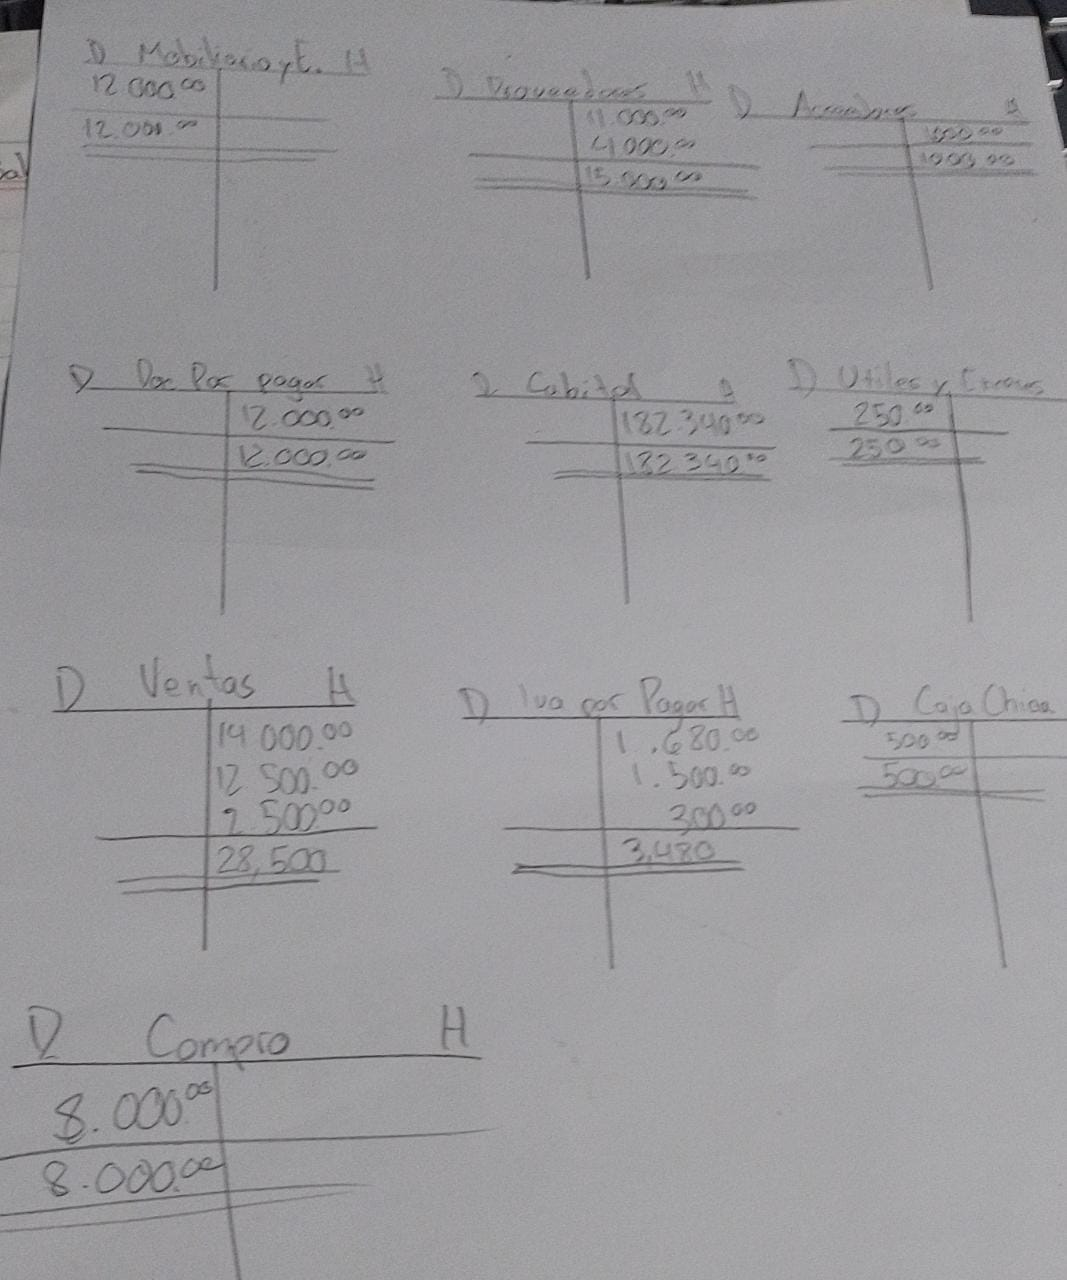 D Mobiliario y E. H
12 000.00
12.000.00
D Proveedores H
11.000.00
4000.00
15.000.00
D Acreedores H
1000.00
1000.00
D Doc Por pagar H
12.000.00
12.000.00
D Capital H
182.340.00
182 340.00
D Utiles y Enseres
250.00
250.00
D Ventas H
14 000.00
12 500.00
2 500.00
28,500
D Iva por Pagar H
1.680.00
1.500.00
300.00
3,480
D Caja Chica
500.00
500.00
D Compra H
8.000.00
8.000.00